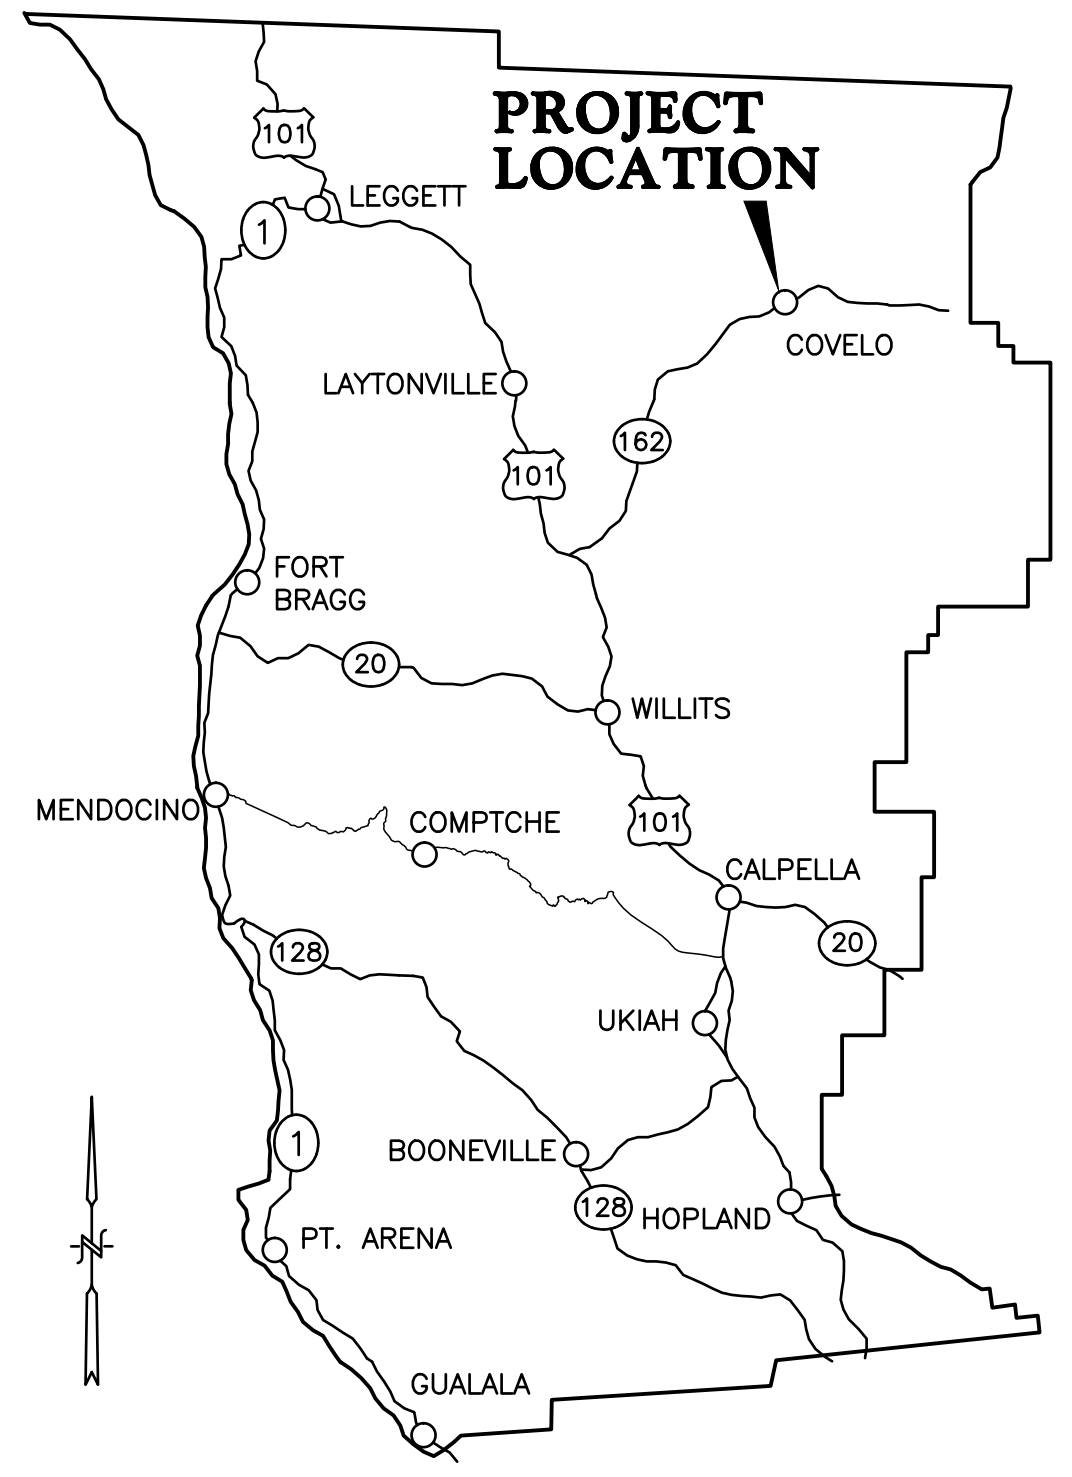 PROJECT
LOCATION
101
LEGGETT
1
COVELO
LAYTONVILLE
162
101
FORT
BRAGG
20
WILLITS
MENDOCINO
COMPTCHE
101
CALPELLA
128
20
UKIAH
1
BOONEVILLE
128
HOPLAND
PT. ARENA
N
GUALALA